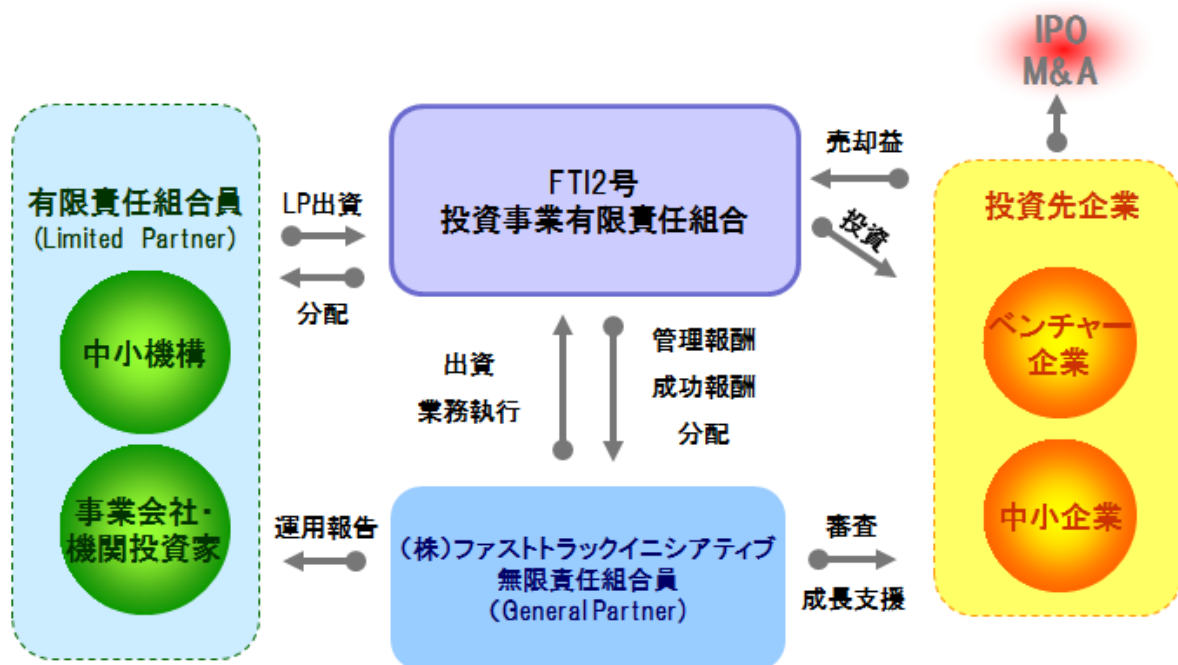 IPO
M&A
有限責任組合員
(Limited Partner)
中小機構
事業会社・
機関投資家
LP出資
分配
運用報告
FTI2号
投資事業有限責任組合
出資
業務執行
管理報酬
成功報酬
分配
（株）ファストトラックイニシアティブ
無限責任組合員
（General Partner）
売却益
投資
審査
成長支援
投資先企業
ベンチャー
企業
中小企業